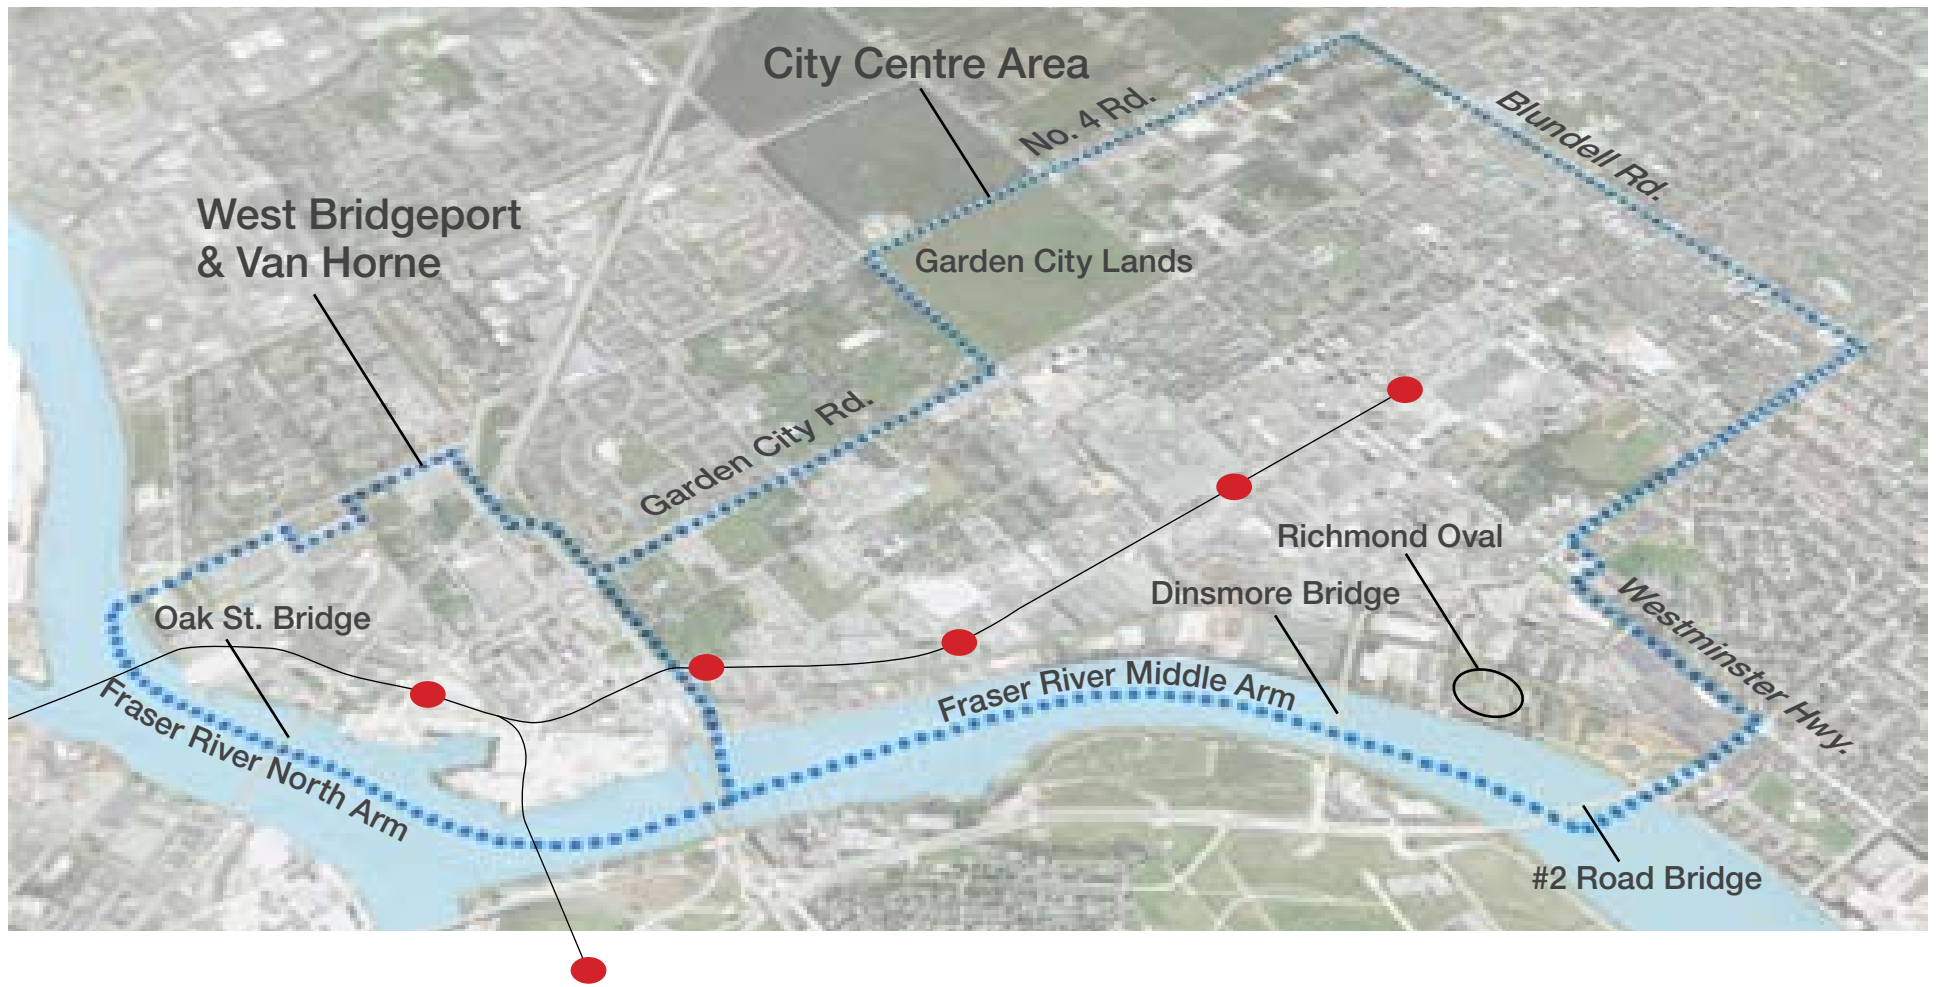 City Centre Area
No. 4 Rd.
Blundell Rd.
West Bridgeport
& Van Horne
Garden City Lands
Garden City Rd.
Richmond Oval
Dinsmore Bridge
Westminster Hwy.
Oak St. Bridge
Fraser River Middle Arm
Fraser River North Arm
#2 Road Bridge